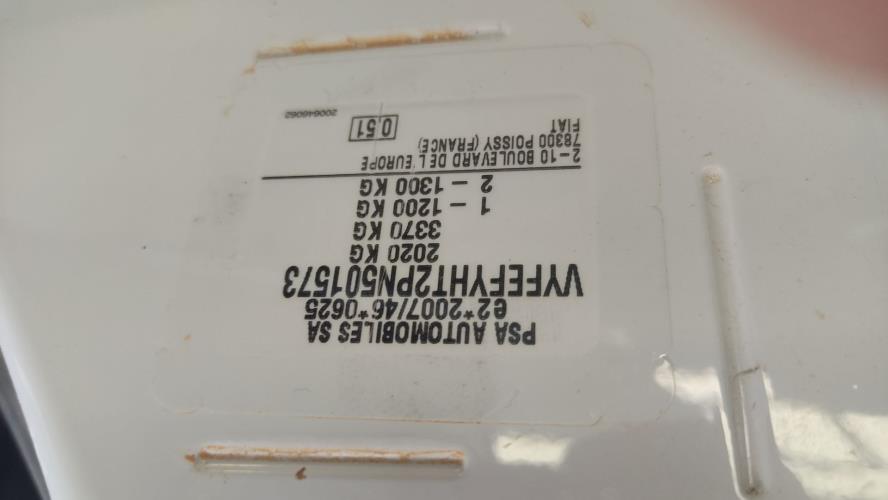 PSA AUTOMOBILES SA
e2*2007/46*0625
VYFEFYHT2PN501573
2020 KG
3370 KG
1 – 1200 KG
2 – 1300 KG
2–10 BOULEVARD DE L'EUROPE
78300 POISSY (FRANCE)
FIAT
0.51
200646062